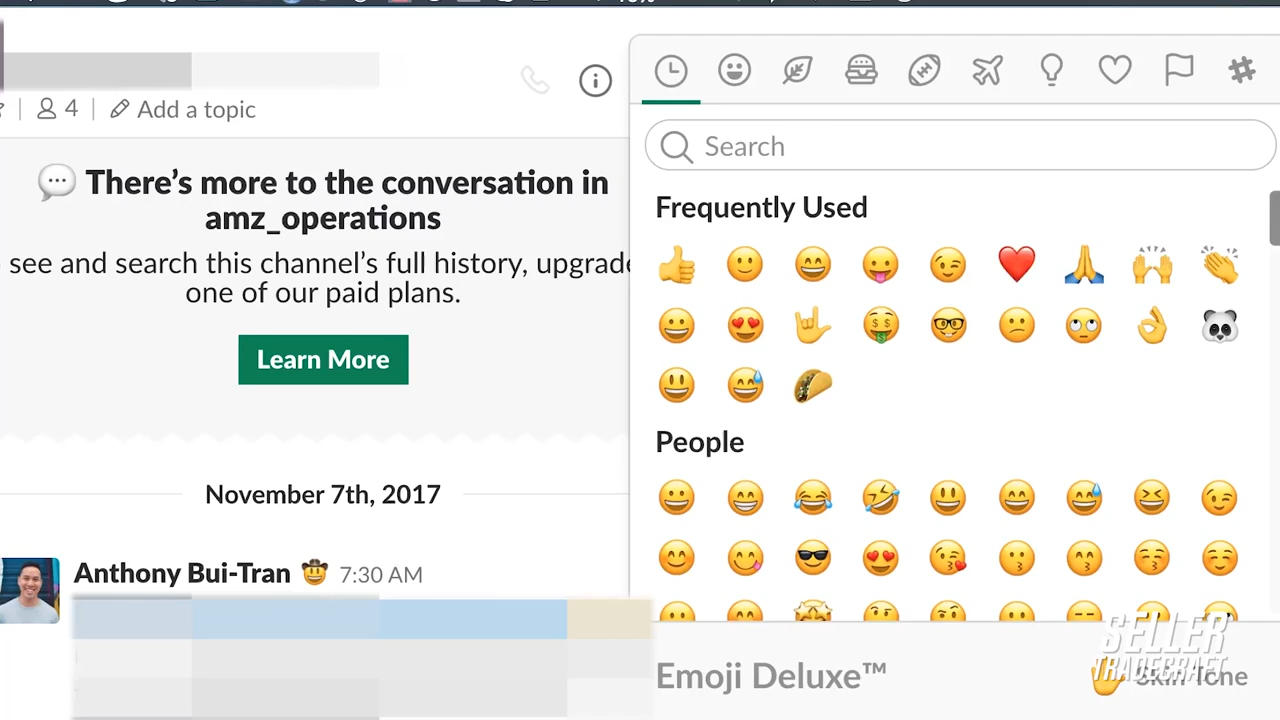 4
Add a topic
There's more to the conversation in
amz_operations
see and search this channel's full history, upgrade
one of our paid plans.
Learn More
November 7th, 2017
Anthony Bui-Tran 7:30 AM
Search
Frequently Used
People
Emoji Deluxe™
Skin Tone
SELLER
TRADECRAFT